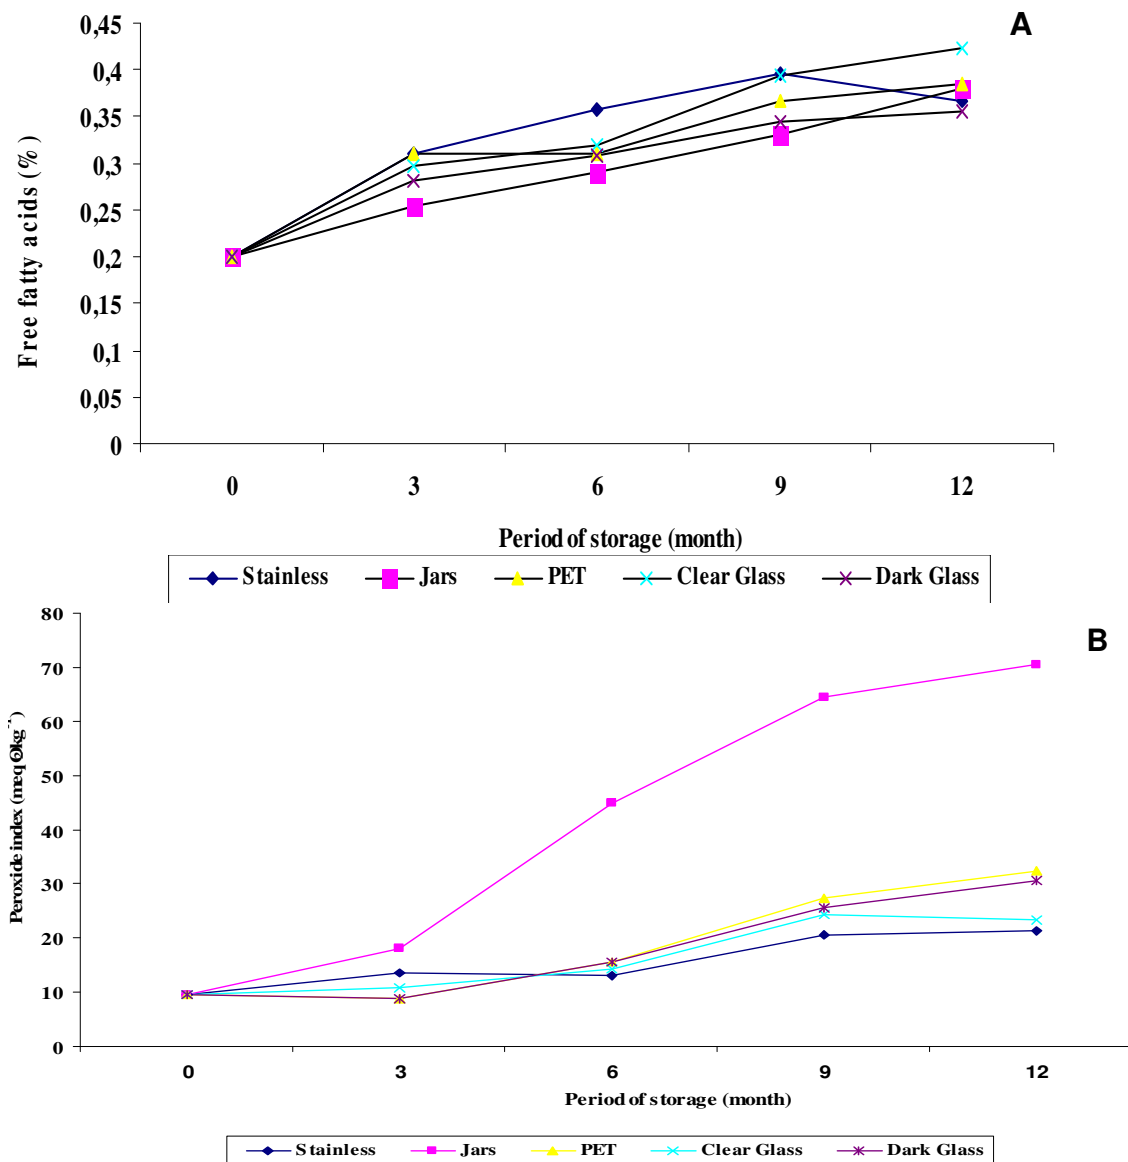 A
0,45
0,4
0,35
0,3
0,25
0,2
0,15
0,1
0,05
0
Free fatty acids (%)
0 3 6 9 12
Period of storage (month)
Stainless Jars PET Clear Glass Dark Glass
B
80
70
60
50
40
30
20
10
0
Peroxide index
0 3 6 9 12
Period of storage (month)
Stainless Jars PET Clear Glass Dark Glass